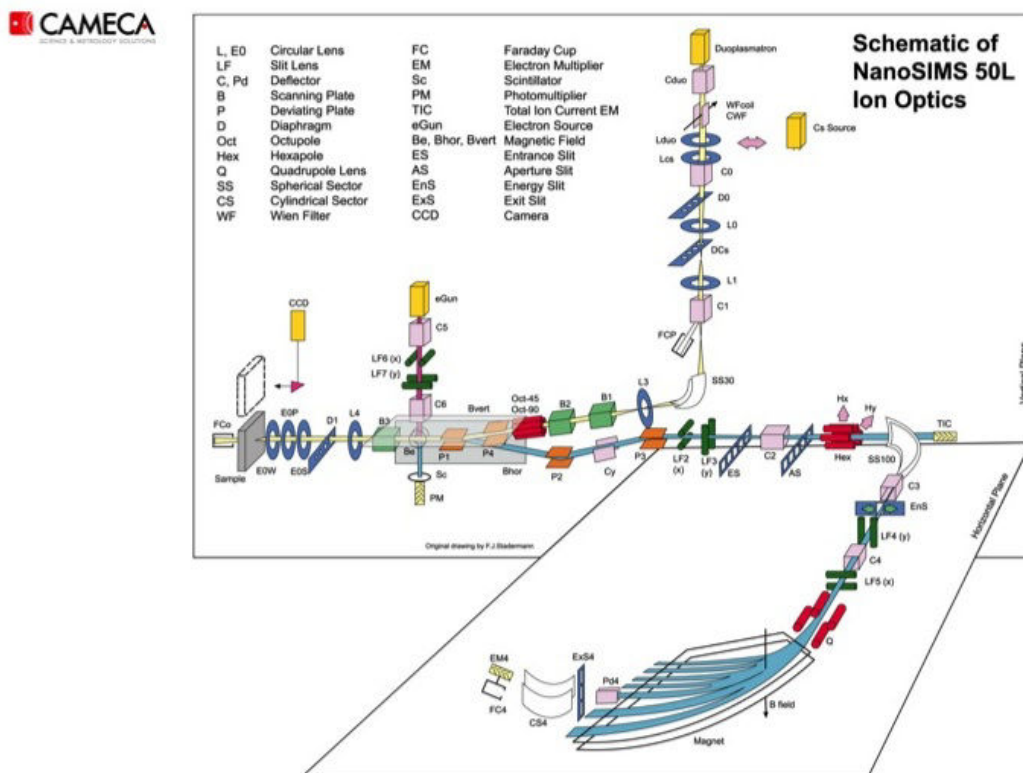 CAMECA
SCIENCE & METROLOGY SOLUTIONS
Schematic of
NanoSIMS 50L
Ion Optics
L, E0 Circular Lens
LF Slit Lens
C, Pd Deflector
B Scanning Plate
P Deviating Plate
D Diaphragm
Oct Octupole
Hex Hexapole
Q Quadrupole Lens
SS Spherical Sector
CS Cylindrical Sector
WF Wien Filter
FC Faraday Cup
EM Electron Multiplier
Sc Scintillator
PM Photomultiplier
TIC Total Ion Current EM
eGun Electron Source
Be, Bhor, Bvert Magnetic Field
ES Entrance Slit
AS Aperture Slit
EnS Energy Slit
ExS Exit Slit
CCD Camera
Duoplasmatron
Cduo
WFcoil
CWF
Cs Source
Lduo
Lcs
C0
D0
L0
DCs
L1
C1
FCP
SS30
CCD
eGun
C5
LF6 (x)
LF7 (y)
C6
Bvert
Oct-45
Oct-90
B2
B1
L3
FCo
Sample
E0W
E0P
E0S
D1
L4
B3
Be
P1
P4
Bhor
P2
Cy
P3
LF2
(x)
LF3
(y)
ES
C2
AS
Hx
Hy
Hex
TIC
SS100
Vertical Plane
Sc
PM
C3
EnS
LF4 (y)
C4
LF5 (x)
Horizontal Plane
Original drawing by F.J.Stadermann
Q
EM4
FC4
CS4
ExS4
Pd4
B field
Magnet